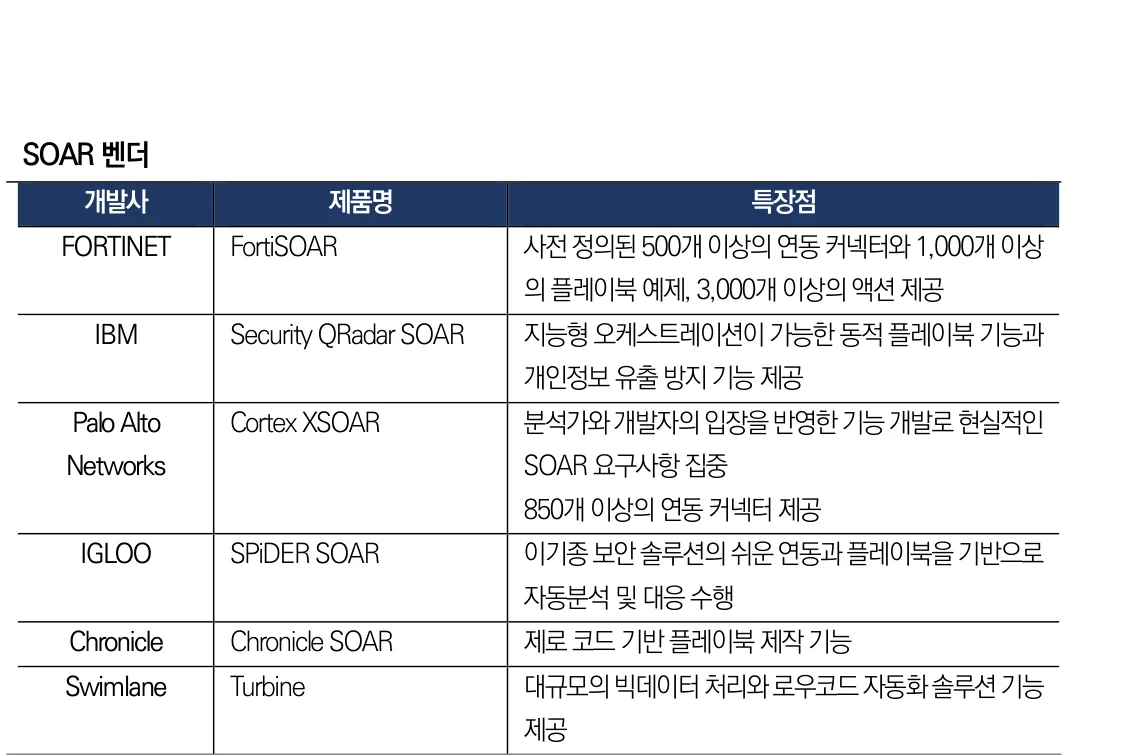 SOAR 벤더
개발사 제품명 특장점
FORTINET FortiSOAR 사전 정의된 500개 이상의 연동 커넥터와 1,000개 이상
의 플레이북 예제, 3,000개 이상의 액션 제공
IBM Security QRadar SOAR 지능형 오케스트레이션이 가능한 동적 플레이북 기능과
개인정보 유출 방지 기능 제공
Palo Alto Cortex XSOAR 분석가와 개발자의 입장을 반영한 기능 개발로 현실적인
Networks SOAR 요구사항 집중
850개 이상의 연동 커넥터 제공
IGLOO SPiDER SOAR 이기종 보안 솔루션의 쉬운 연동과 플레이북을 기반으로
자동분석 및 대응 수행
Chronicle Chronicle SOAR 제로 코드 기반 플레이북 제작 기능
Swimlane Turbine 대규모의 빅데이터 처리와 로우코드 자동화 솔루션 기능
제공